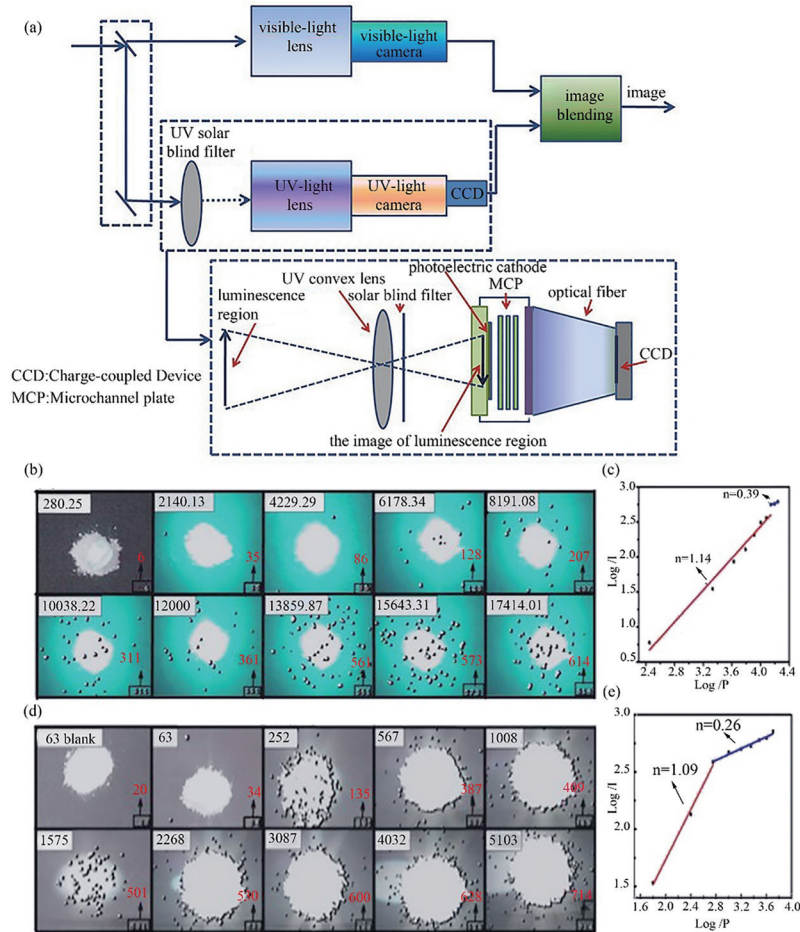 (a)
visible-light
lens
visible-light
camera
image
blending
image
UV solar
blind filter
UV-light
lens
UV-light
camera
CCD
photoelectric cathode
UV convex lens
MCP
luminescence
region
solar blind filter
optical fiber
CCD
CCD:Charge-coupled Device
MCP:Microchannel plate
the image of luminescence region
(b)
280.25
6
2140.13
35
4229.29
86
6178.34
128
8191.08
207
10038.22
311
12000
361
13859.87
561
15643.31
573
17414.01
614
(c)
Log /I
3.0
2.5
2.0
1.5
1.0
0.5
n=0.39
n=1.14
2.4
3.2
3.6
4.0
4.4
Log /P
(d)
63 blank
20
63
34
252
135
567
387
1008
409
1575
501
2268
3087
600
4032
628
5103
(e)
Log /I
3.0
2.5
2.0
1.5
n=0.26
n=1.09
1.6
2.0
2.4
2.8
3.2
3.6
4.0
Log /P